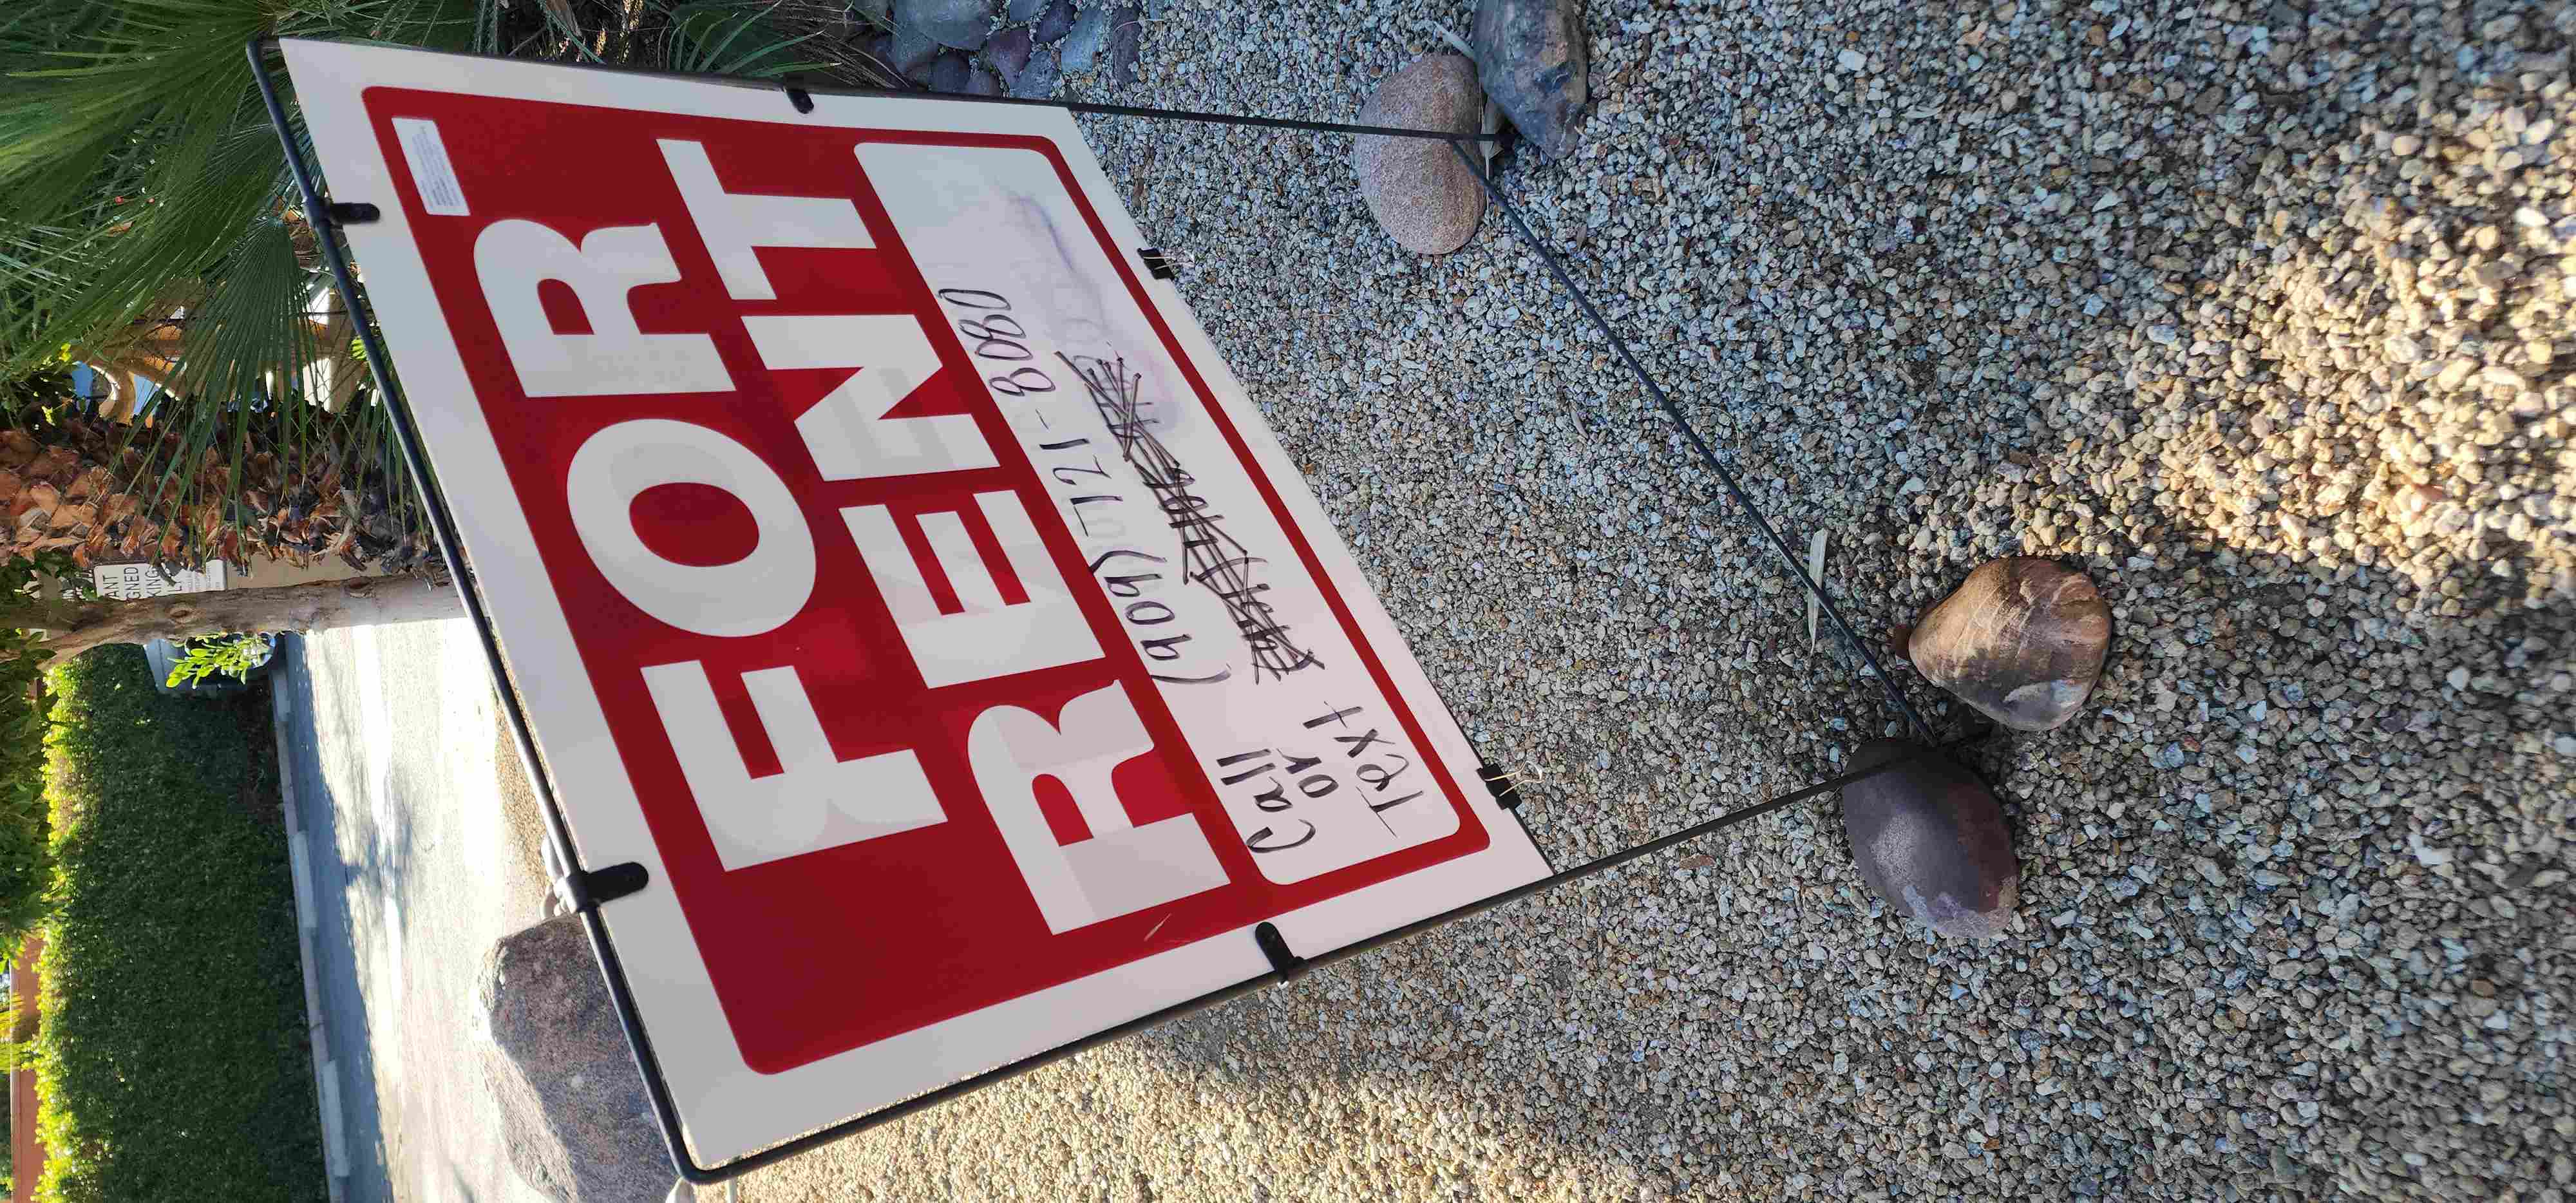 FOR
RENT
Call
or
Text
(909) 721-8080